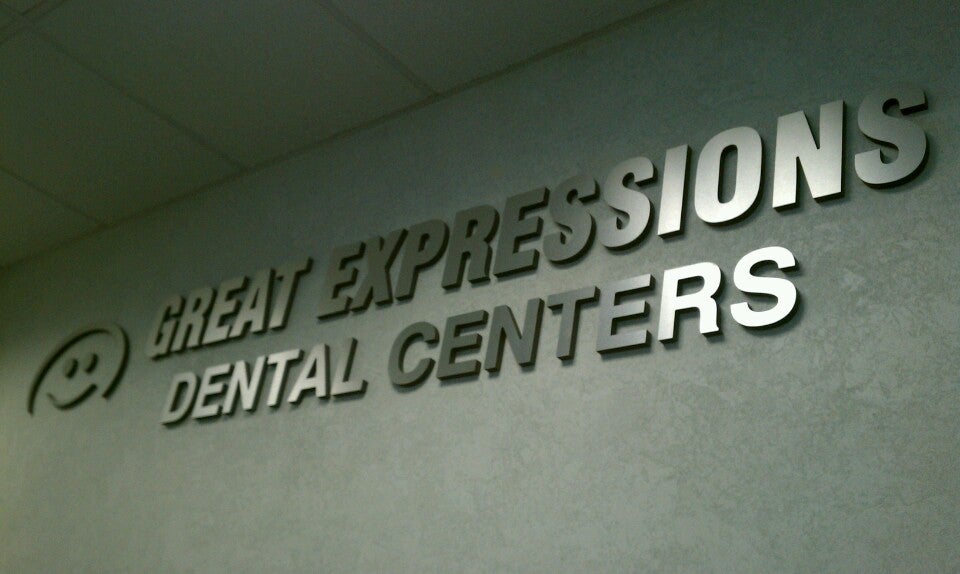 GREAT EXPRESSIONS
DENTAL CENTERS